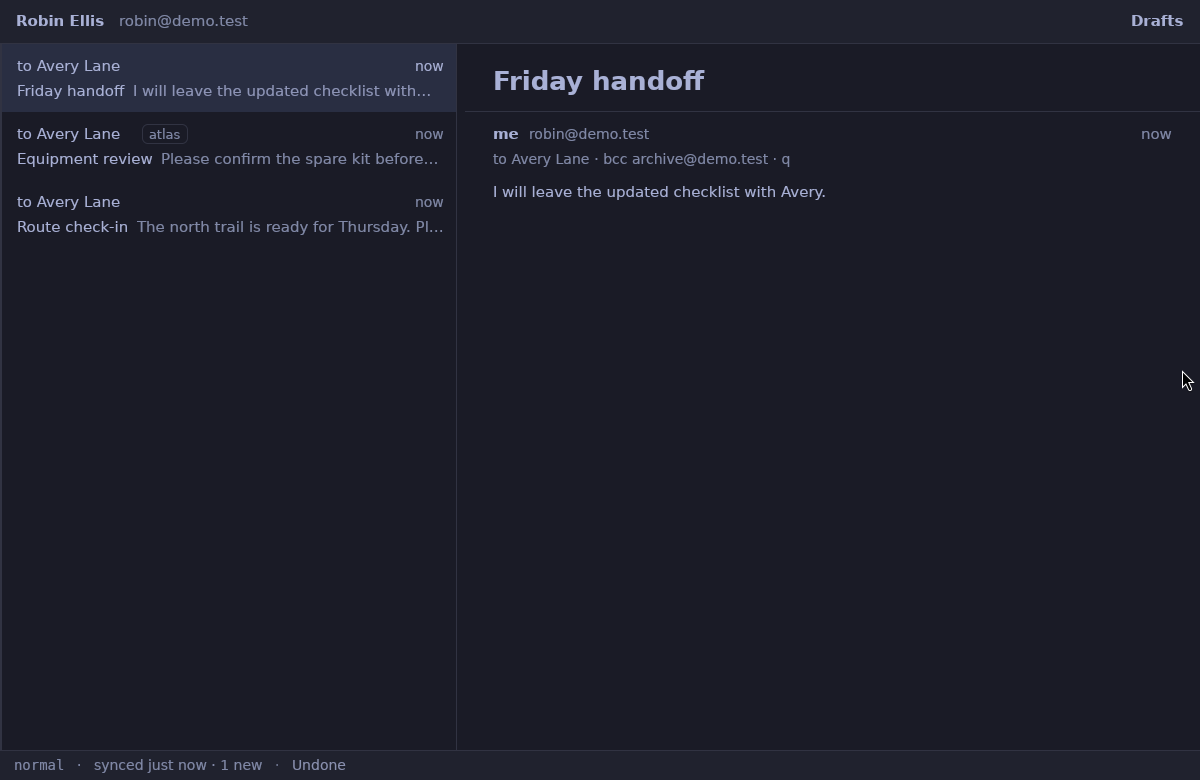 Robin Ellis robin@demo.test Drafts
to Avery Lane now
Friday handoff I will leave the updated checklist with…
to Avery Lane atlas now
Equipment review Please confirm the spare kit before…
to Avery Lane now
Route check-in The north trail is ready for Thursday. Pl…
Friday handoff
me robin@demo.test now
to Avery Lane · bcc archive@demo.test · q
I will leave the updated checklist with Avery.
normal · synced just now · 1 new · Undone